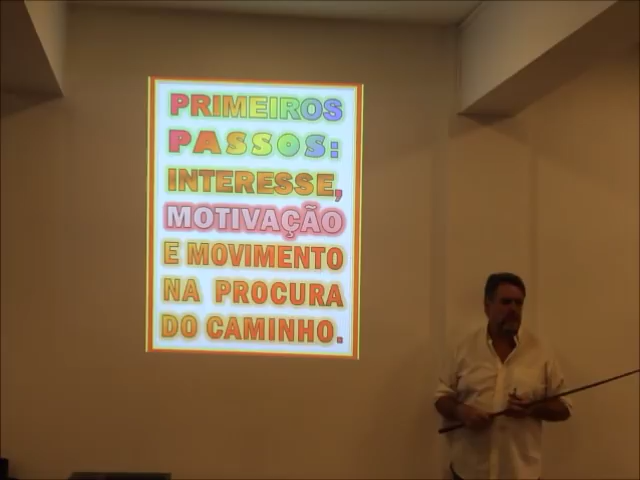 PRIMEIROS
PASSOS:
INTERESSE,
MOTIVAÇÃO
E MOVIMENTO
NA PROCURA
DO CAMINHO.